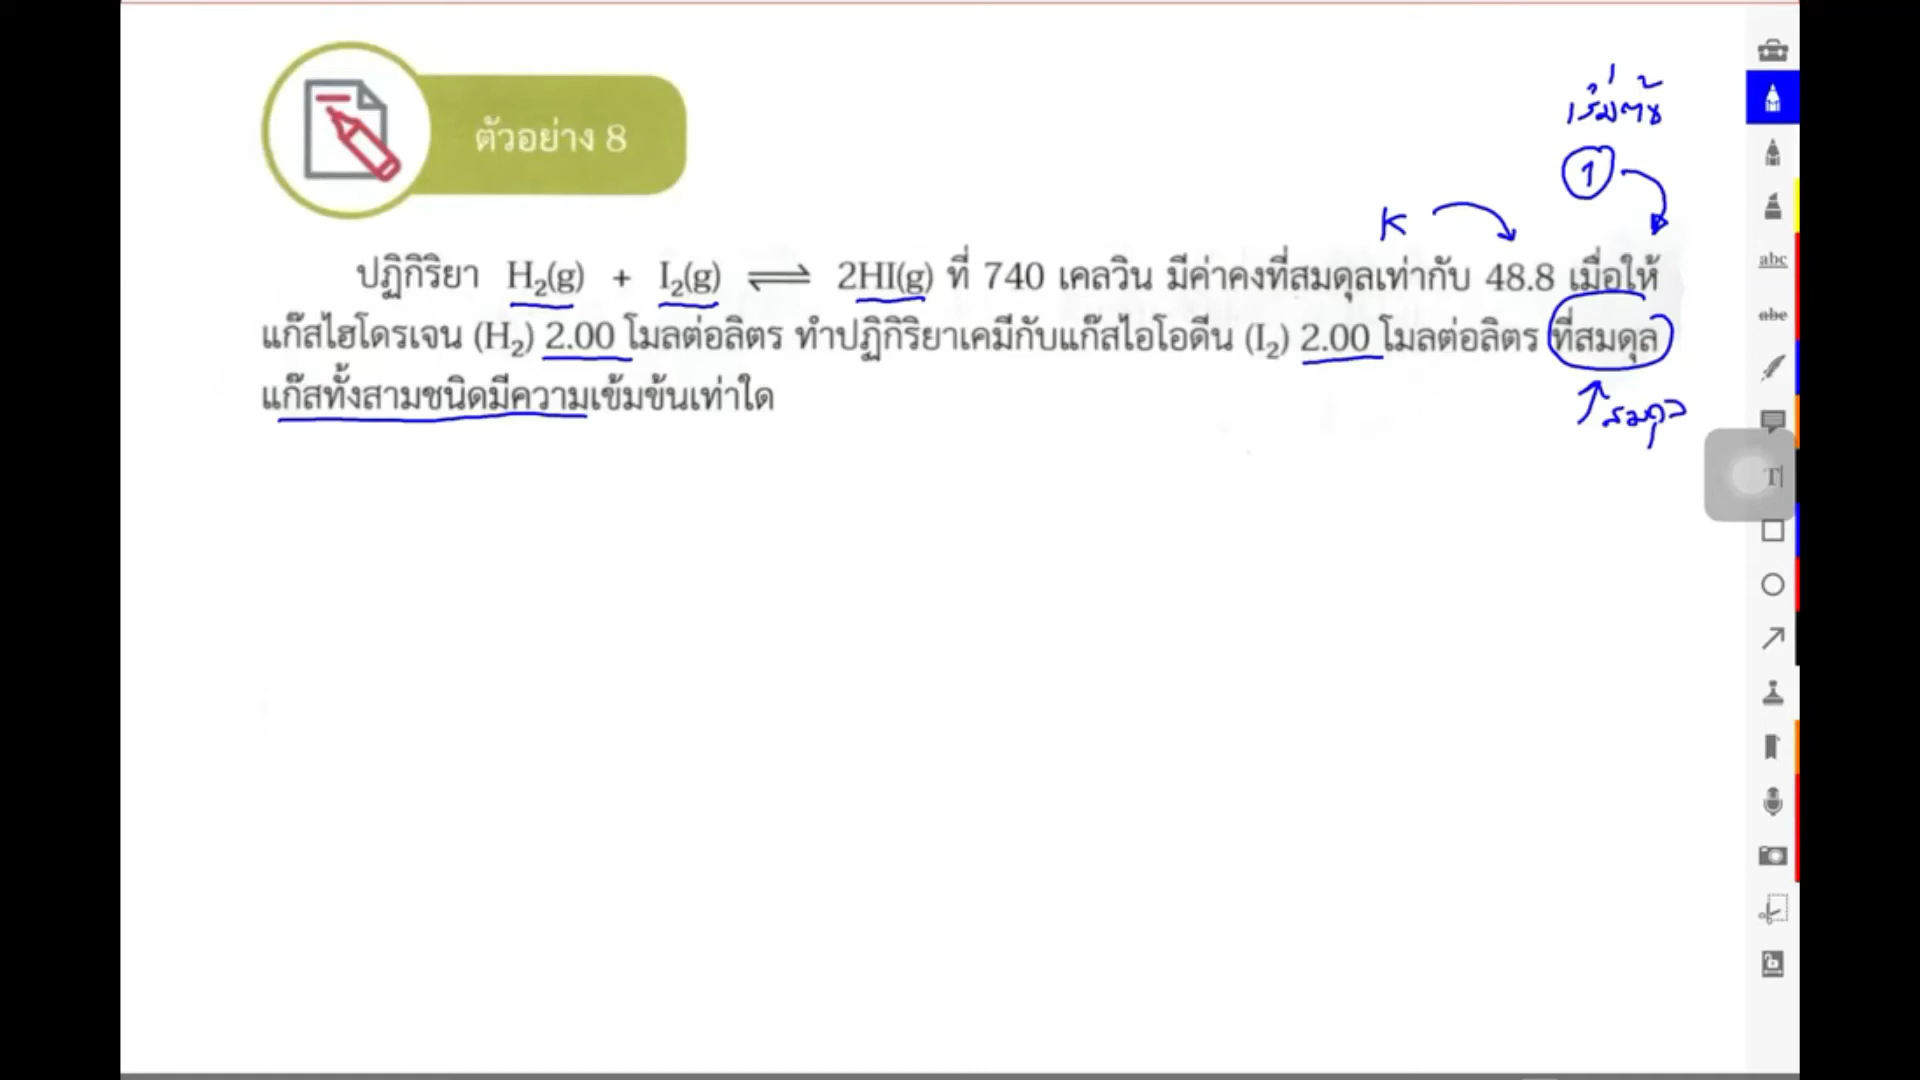 ตัวอย่าง 8
เริ่มต้น
1
K
ปฏิกิริยา H₂(g) + I₂(g) ⇌ 2HI(g) ที่ 740 เคลวิน มีค่าคงที่สมดุลเท่ากับ 48.8 เมื่อให้
แก๊สไฮโดรเจน (H₂) 2.00 โมลต่อลิตร ทำปฏิกิริยาเคมีกับแก๊สไอโอดีน (I₂) 2.00 โมลต่อลิตร ที่สมดุล
แก๊สทั้งสามชนิดมีความเข้มข้นเท่าใด
สมดุล
abc
abc
T